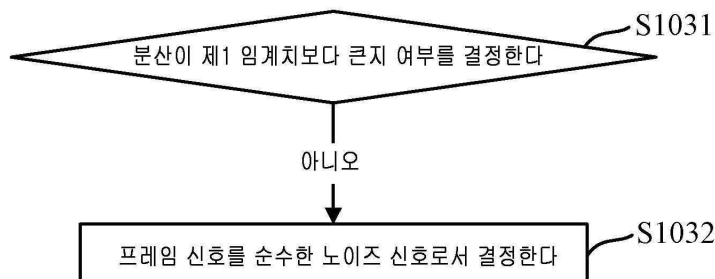 S1031
분산이 제1 임계치보다 큰지 여부를 결정한다
아니오
S1032
프레임 신호를 순수한 노이즈 신호로서 결정한다